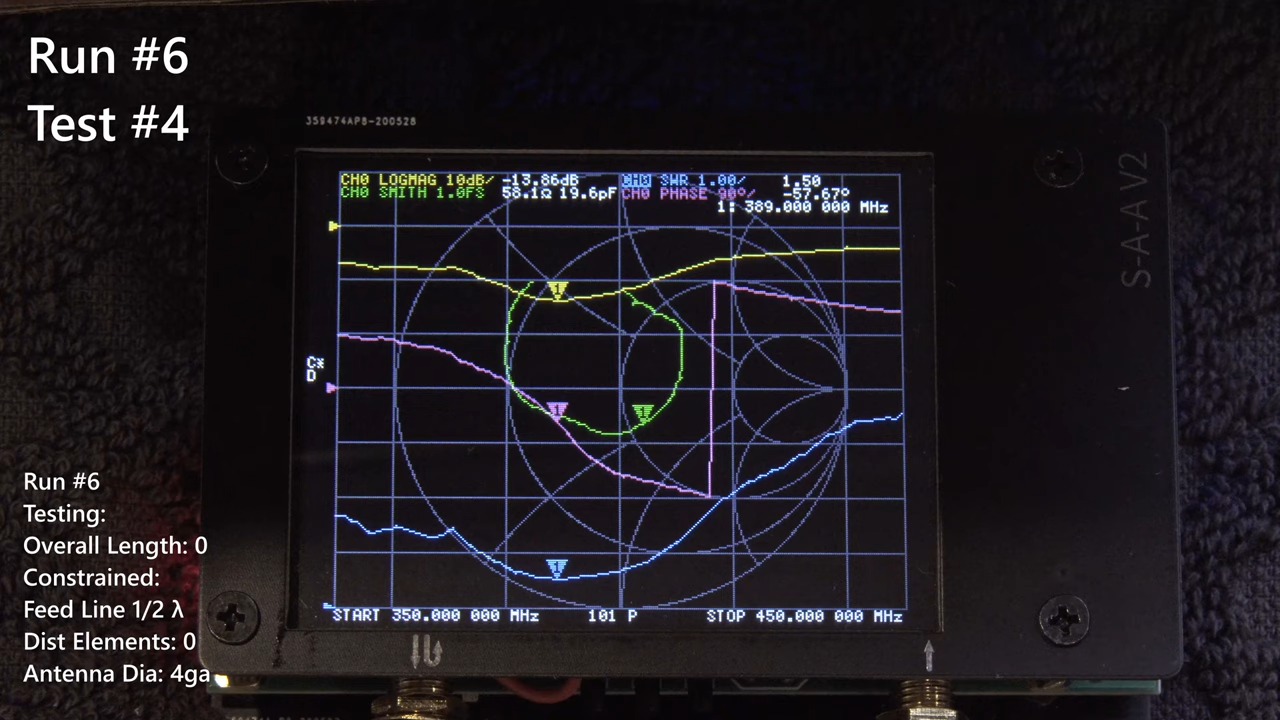 Run #6
Test #4
359474AP8-200528
S-A-A V2
CH0 LOGMAG 10dB/ -13.86dB
CH0 SWR 1.00/ 1.50
CH0 SMITH 1.0FS 58.1Ω 19.6pF
CH0 PHASE 90°/ -57.67°
1: 389.000 000 MHz
C*
D
START 350.000 000 MHz 101 P STOP 450.000 000 MHz
Run #6
Testing:
Overall Length: 0
Constrained:
Feed Line 1/2 λ
Dist Elements: 0
Antenna Dia: 4ga